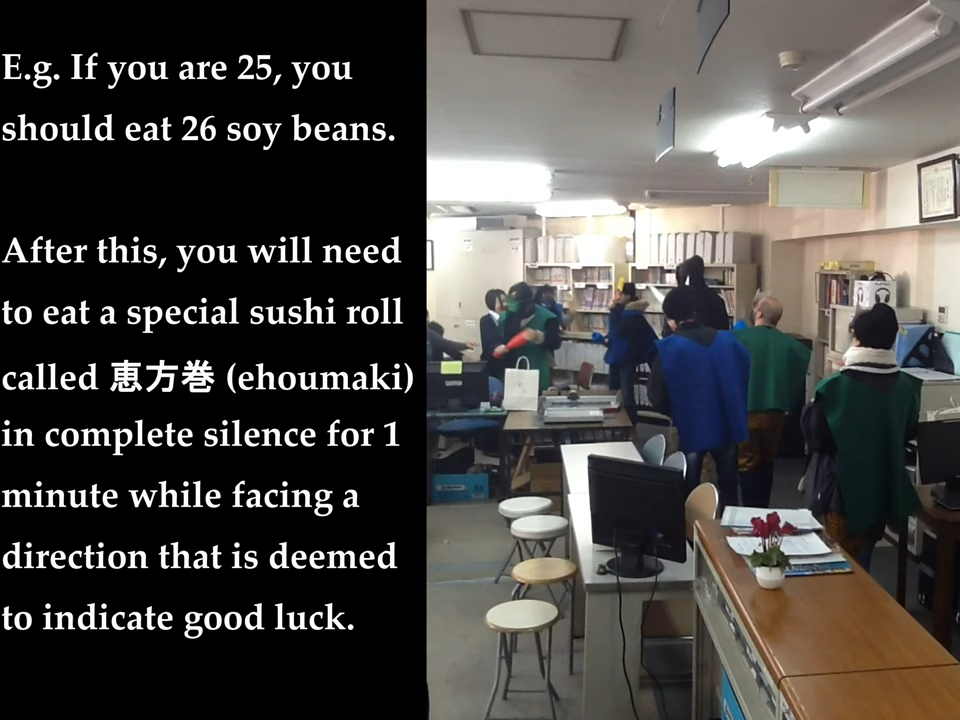 E.g. If you are 25, you
should eat 26 soy beans.
After this, you will need
to eat a special sushi roll
called 恵方巻 (ehoumaki)
in complete silence for 1
minute while facing a
direction that is deemed
to indicate good luck.